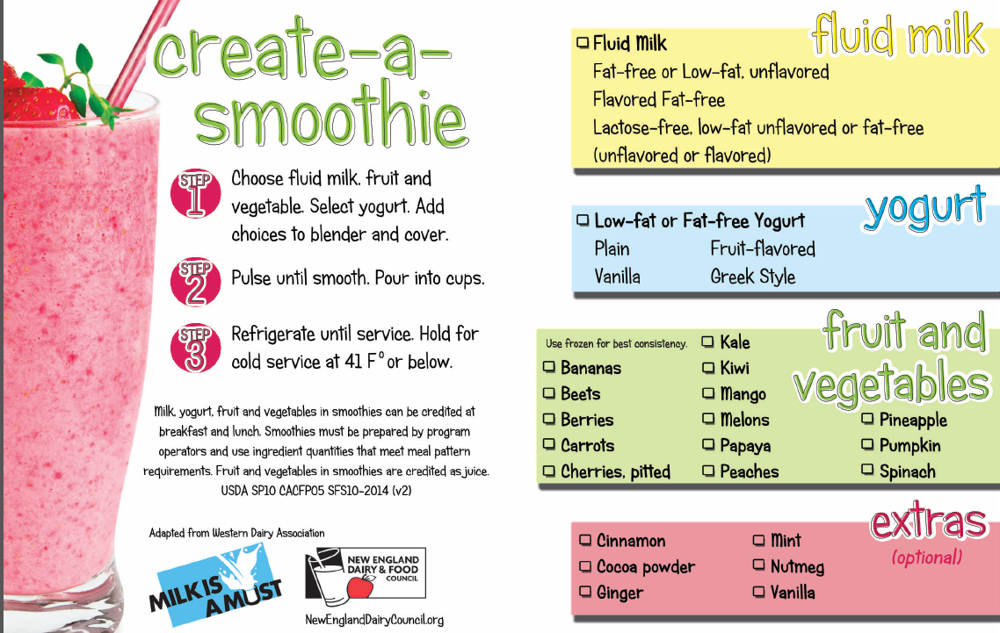 create-a-
smoothie
STEP 1
Choose fluid milk, fruit and
vegetable. Select yogurt. Add
choices to blender and cover.
STEP 2
Pulse until smooth. Pour into cups.
STEP 3
Refrigerate until service. Hold for
cold service at 41 F° or below.
Milk, yogurt, fruit and vegetables in smoothies can be credited at
breakfast and lunch. Smoothies must be prepared by program
operators and use ingredient quantities that meet meal pattern
requirements. Fruit and vegetables in smoothies are credited as juice.
USDA SP10 CACFP05 SFS10-2014 (v2)
Adapted from Western Dairy Association
MILK IS
A MUST
NEW ENGLAND
DAIRY & FOOD
COUNCIL
NewEnglandDairyCouncil.org
fluid milk
Fluid Milk
Fat-free or Low-fat, unflavored
Flavored Fat-free
Lactose-free, low-fat unflavored or fat-free
(unflavored or flavored)
yogurt
Low-fat or Fat-free Yogurt
Plain Fruit-flavored
Vanilla Greek Style
fruit and
vegetables
Use frozen for best consistency.
Bananas
Beets
Berries
Carrots
Cherries, pitted
Kale
Kiwi
Mango
Melons
Papaya
Peaches
Pineapple
Pumpkin
Spinach
extras
(optional)
Cinnamon
Cocoa powder
Ginger
Mint
Nutmeg
Vanilla